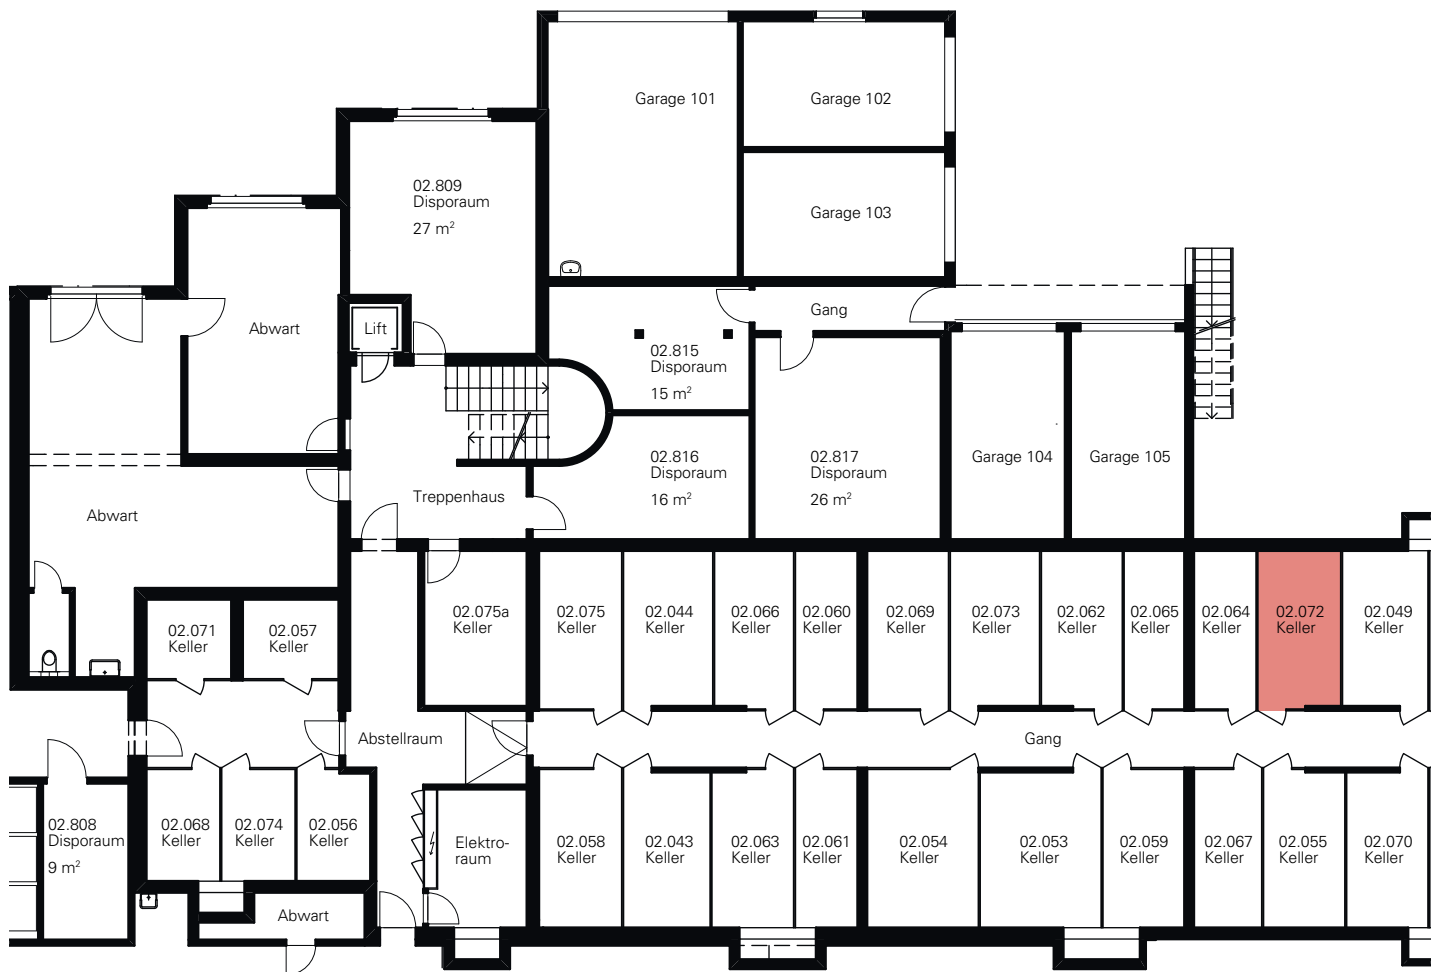 Garage 101
Garage 102
Garage 103
02.809
Disporaum
27 m²
Lift
Abwart
Gang
02.815
Disporaum
15 m²
02.816
Disporaum
16 m²
02.817
Disporaum
26 m²
Garage 104
Garage 105
Treppenhaus
Abwart
02.071
Keller
02.057
Keller
02.075a
Keller
02.075
Keller
02.044
Keller
02.066
Keller
02.060
Keller
02.069
Keller
02.073
Keller
02.062
Keller
02.065
Keller
02.064
Keller
02.072
Keller
02.049
Keller
Abstellraum
Gang
02.808
Disporaum
9 m²
02.068
Keller
02.074
Keller
02.056
Keller
Elektro-
raum
02.058
Keller
02.043
Keller
02.063
Keller
02.061
Keller
02.054
Keller
02.053
Keller
02.059
Keller
02.067
Keller
02.055
Keller
02.070
Keller
Abwart